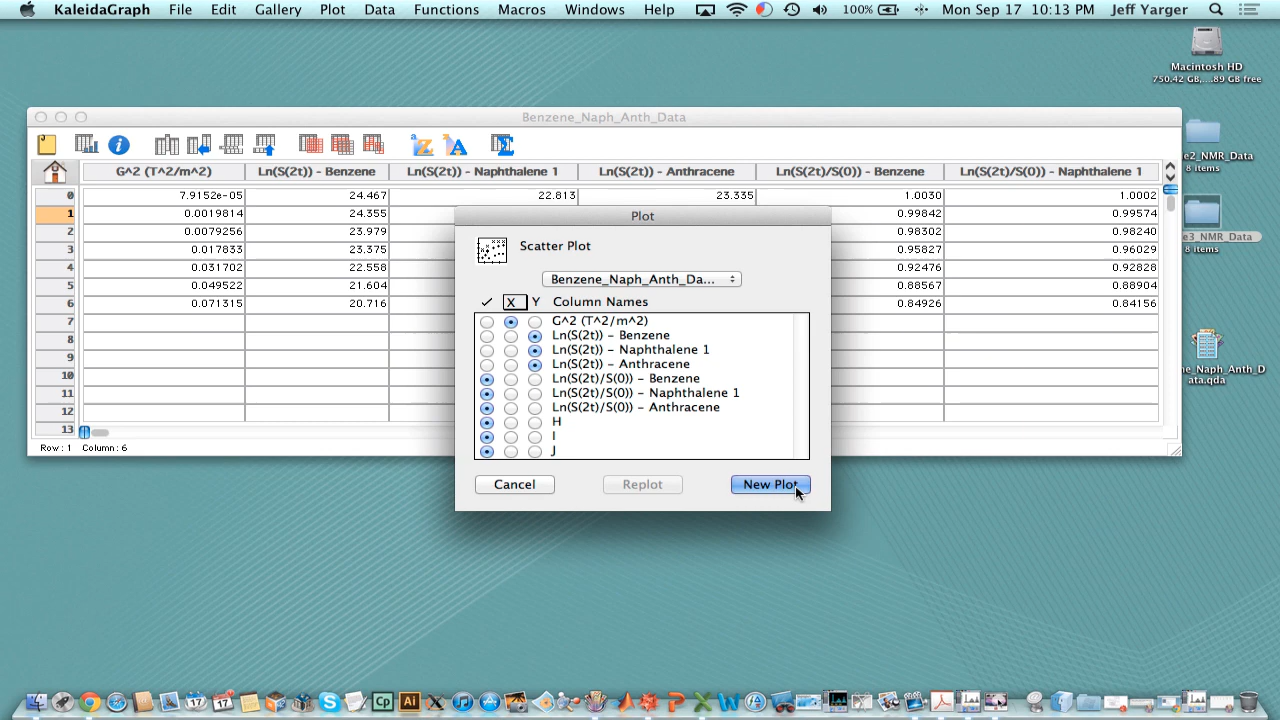 KaleidaGraph File Edit Gallery Plot Data Functions Macros Windows Help 100% Mon Sep 17 10:13 PM Jeff Yarger
Macintosh HD
750.42 GB,...89 GB free
Benzene_Naph_Anth_Data
G^2 (T^2/m^2) Ln(S(2t)) - Benzene Ln(S(2t)) - Naphthalene 1 Ln(S(2t)) - Anthracene Ln(S(2t)/S(0)) - Benzene Ln(S(2t)/S(0)) - Naphthalene 1
0 7.9152e-05 24.467 22.813 23.335 1.0030 1.0002
1 0.0019814 24.355 0.99842 0.99574
2 0.0079256 23.979 0.98302 0.98240
3 0.017833 23.375 0.96029
4 0.031702 22.558 0.92476 0.92828
5 0.049522 21.604 0.88567 0.88904
6 0.071315 20.716 0.84926 0.84156
7
8
9
10
11
12
13
Row: 1 Column: 6
Plot
Scatter Plot
Benzene_Naph_Anth_Da...
X Y Column Names
G^2 (T^2/m^2)
Ln(S(2t)) - Benzene
Ln(S(2t)) - Naphthalene 1
Ln(S(2t)) - Anthracene
Ln(S(2t)/S(0)) - Benzene
Ln(S(2t)/S(0)) - Naphthalene 1
Ln(S(2t)/S(0)) - Anthracene
H
I
J
Cancel Replot New Plot
e2_NMR_Data
8 items
e3_NMR_Data
8 items
ne_Naph_Anth_D
ata.qda
17 17
Cp Ai X P X W